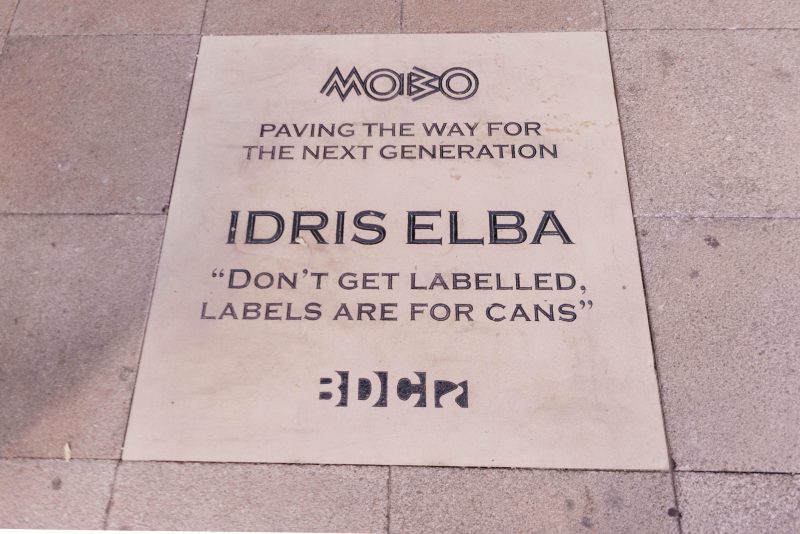 MOBO
PAVING THE WAY FOR
THE NEXT GENERATION
IDRIS ELBA
“DON’T GET LABELLED,
LABELS ARE FOR CANS”
BDC